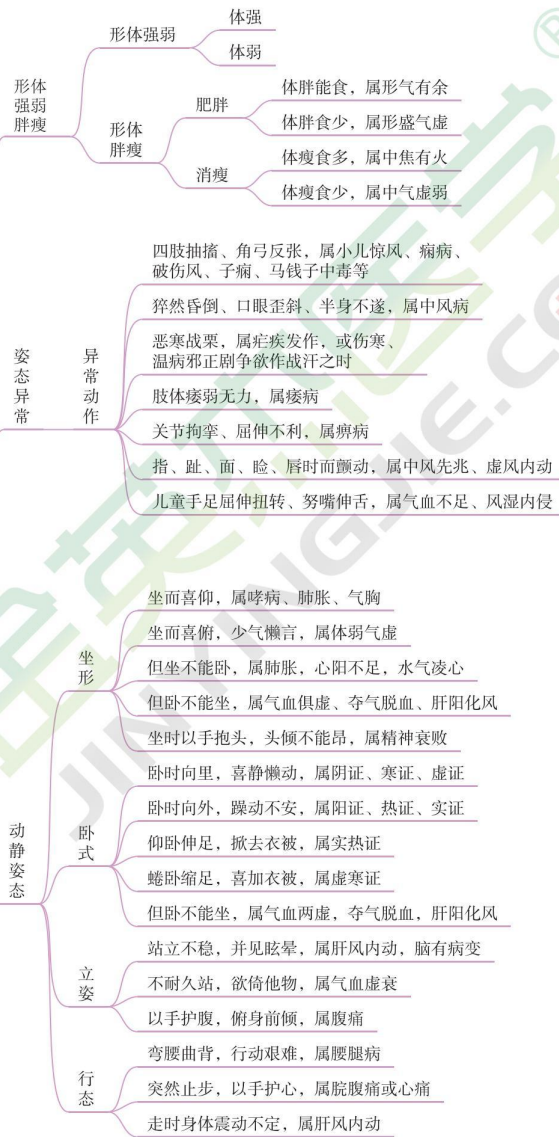 体强
形体强弱
体弱
形体
强弱
胖瘦
体胖能食，属形气有余
肥胖
体胖食少，属形盛气虚
形体
胖瘦
体瘦食多，属中焦有火
消瘦
体瘦食少，属中气虚弱
四肢抽搐、角弓反张，属小儿惊风、痫病、
破伤风、子痫、马钱子中毒等
猝然昏倒、口眼歪斜、半身不遂，属中风病
恶寒战栗，属疟疾发作，或伤寒、
温病邪正剧争欲作战汗之时
姿态异常
异常动作
肢体痿弱无力，属痿病
关节拘挛、屈伸不利，属痹病
指、趾、面、睑、唇时而颤动，属中风先兆、虚风内动
儿童手足屈伸扭转、努嘴伸舌，属气血不足、风湿内侵
坐而喜仰，属哮病、肺胀、气胸
坐而喜俯，少气懒言，属体弱气虚
坐形
但坐不能卧，属肺胀，心阳不足，水气凌心
但卧不能坐，属气血俱虚、夺气脱血、肝阳化风
坐时以手抱头，头倾不能昂，属精神衰败
卧时向里，喜静懒动，属阴证、寒证、虚证
卧时向外，躁动不安，属阳证、热证、实证
动静姿态
卧式
仰卧伸足，掀去衣被，属实热证
蜷卧缩足，喜加衣被，属虚寒证
但卧不能坐，属气血两虚，夺气脱血，肝阳化风
站立不稳，并见眩晕，属肝风内动，脑有病变
立姿
不耐久站，欲倚他物，属气血虚衰
以手护腹，俯身前倾，属腹痛
弯腰曲背，行动艰难，属腰腿病
行态
突然止步，以手护心，属脘腹痛或心痛
走时身体震动不定，属肝风内动
金英杰医学
JINYINGJIE.CO